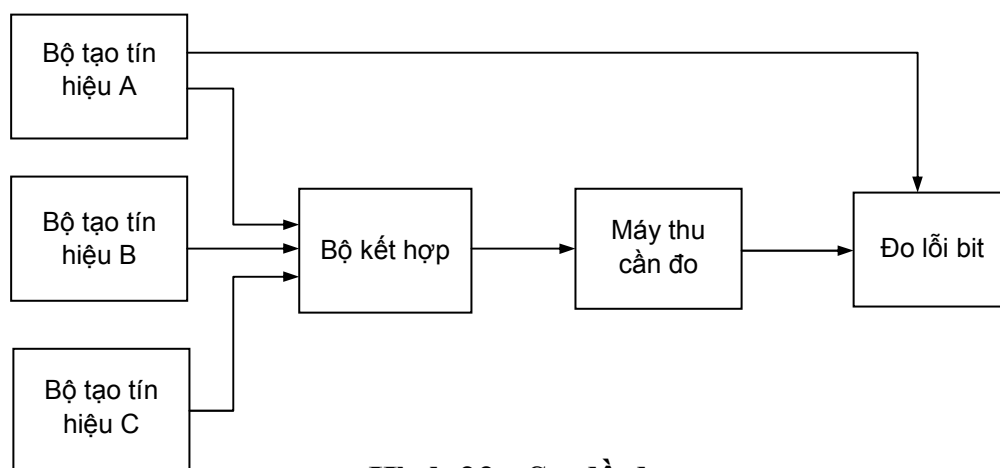 Bộ tạo tín
hiệu A
Bộ tạo tín
hiệu B
Bộ kết hợp
Máy thu
cần đo
Đo lỗi bit
Bộ tạo tín
hiệu C